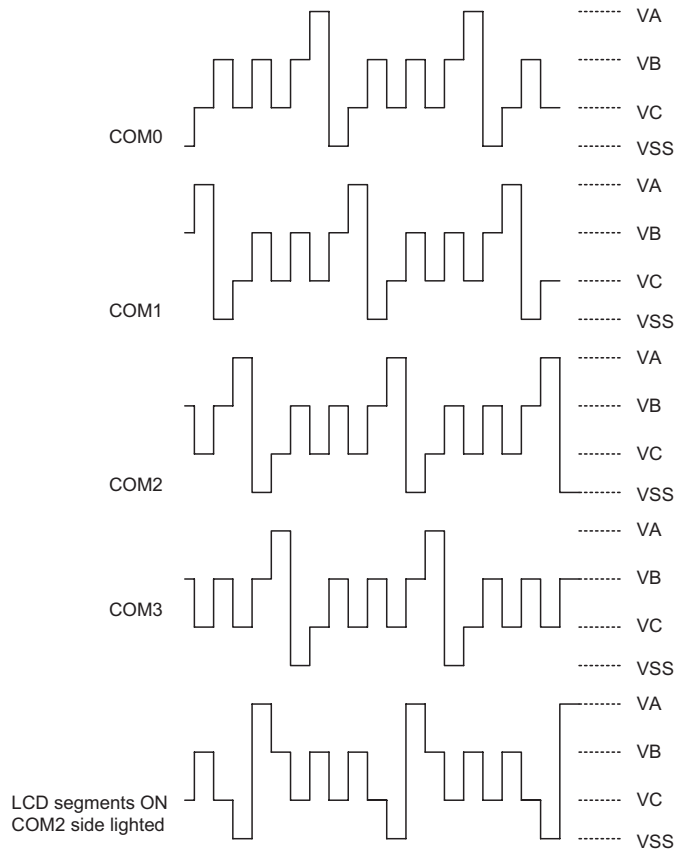 VA
VB
VC
COM0
VSS
VA
VB
VC
COM1
VSS
VA
VB
VC
COM2
VSS
VA
VB
COM3
VC
VSS
VA
VB
LCD segments ON
VC
COM2 side lighted
VSS